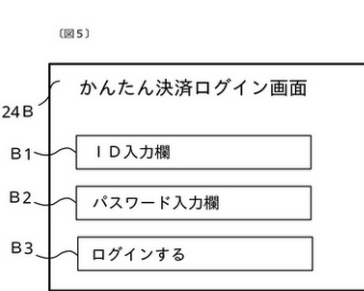 〔図５〕
かんたん決済ログイン画面
24B
B1
ＩＤ入力欄
B2
パスワード入力欄
B3
ログインする